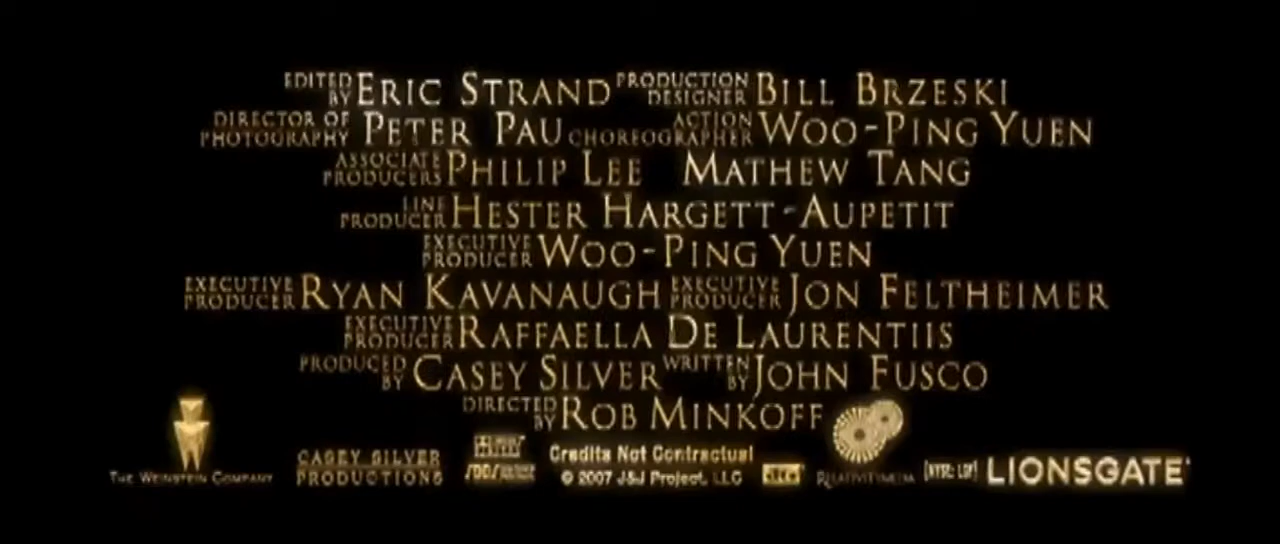 EDITED BY ERIC STRAND PRODUCTION DESIGNER BILL BRZESKI
DIRECTOR OF PHOTOGRAPHY PETER PAU ACTION CHOREOGRAPHER WOO-PING YUEN
ASSOCIATE PRODUCERS PHILIP LEE MATHEW TANG
LINE PRODUCER HESTER HARGETT-AUPETIT
EXECUTIVE PRODUCER WOO-PING YUEN
EXECUTIVE PRODUCER RYAN KAVANAUGH EXECUTIVE PRODUCER JON FELTHEIMER
EXECUTIVE PRODUCER RAFFAELLA DE LAURENTIIS
PRODUCED BY CASEY SILVER WRITTEN BY JOHN FUSCO
DIRECTED BY ROB MINKOFF
THE WEINSTEIN COMPANY
CASEY SILVER PRODUCTIONS
Credits Not Contractual
© 2007 J&J Project, LLC
RELATIVITYMEDIA
[NYSE: LGF] LIONSGATE